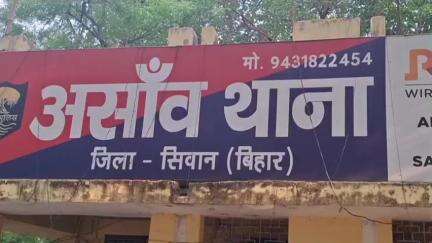 मो. 9431822454
असाँव थाना
जिला - सिवान (बिहार)